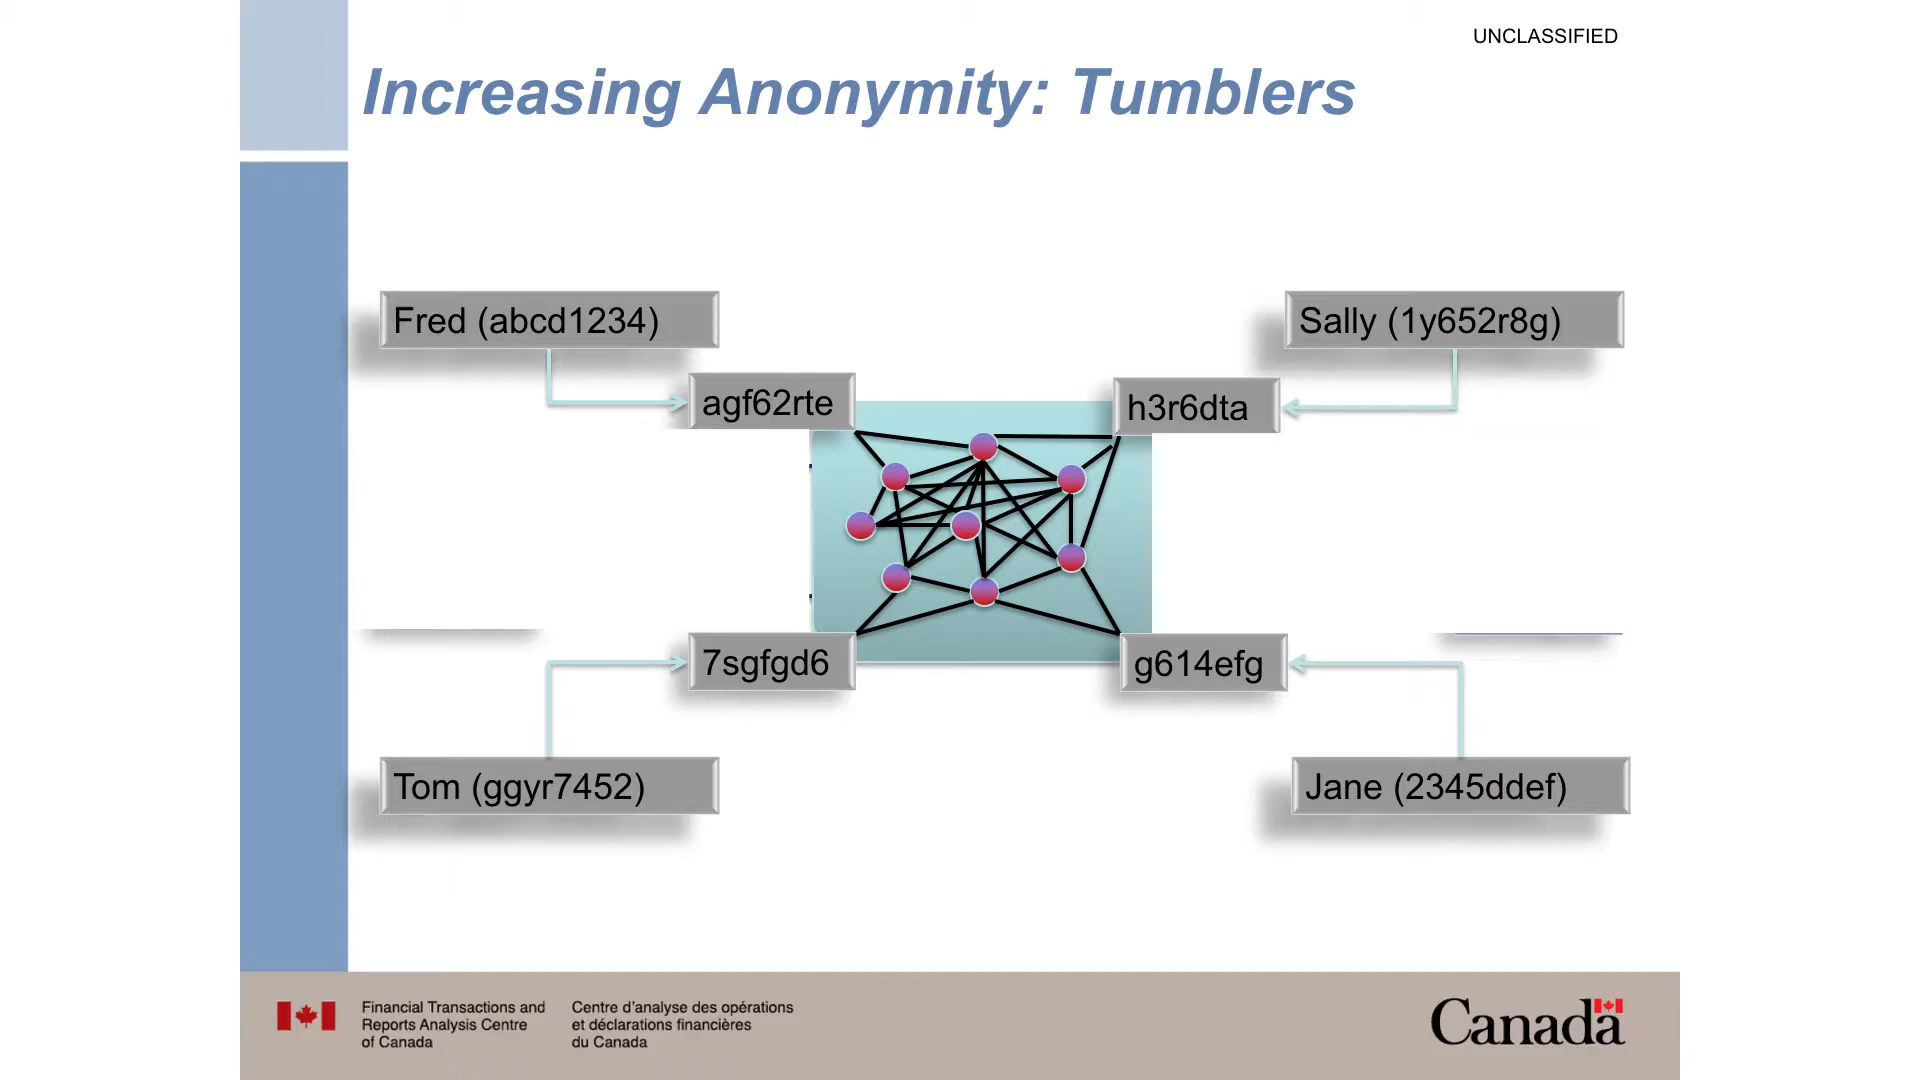 UNCLASSIFIED
Increasing Anonymity: Tumblers
Fred (abcd1234)
Sally (1y652r8g)
agf62rte
h3r6dta
7sgfgd6
g614efg
Tom (ggyr7452)
Jane (2345ddef)
Financial Transactions and
Reports Analysis Centre
of Canada
Centre d'analyse des opérations
et déclarations financières
du Canada
Canada